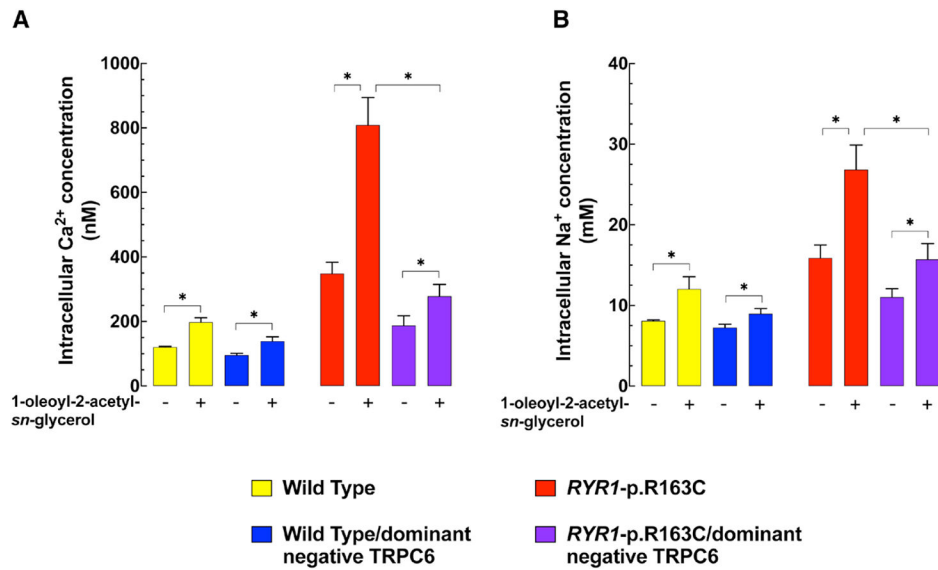 A
Intracellular Ca2+ concentration
(nM)
1000
800
600
400
200
0
*
*
*
*
*
1-oleoyl-2-acetyl-
sn-glycerol
- + - + - + - +
B
Intracellular Na+ concentration
(mM)
40
30
20
10
0
*
*
*
*
*
1-oleoyl-2-acetyl-
sn-glycerol
- + - + - + - +
Wild Type
Wild Type/dominant
negative TRPC6
RYR1-p.R163C
RYR1-p.R163C/dominant
negative TRPC6